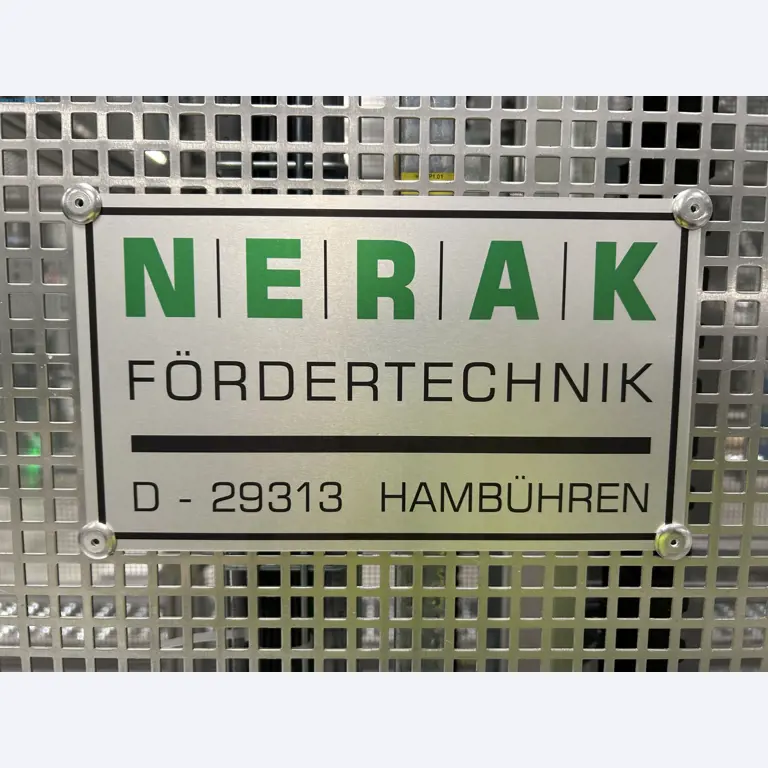 N|E|R|A|K
FÖRDERTECHNIK
D - 29313 HAMBÜHREN